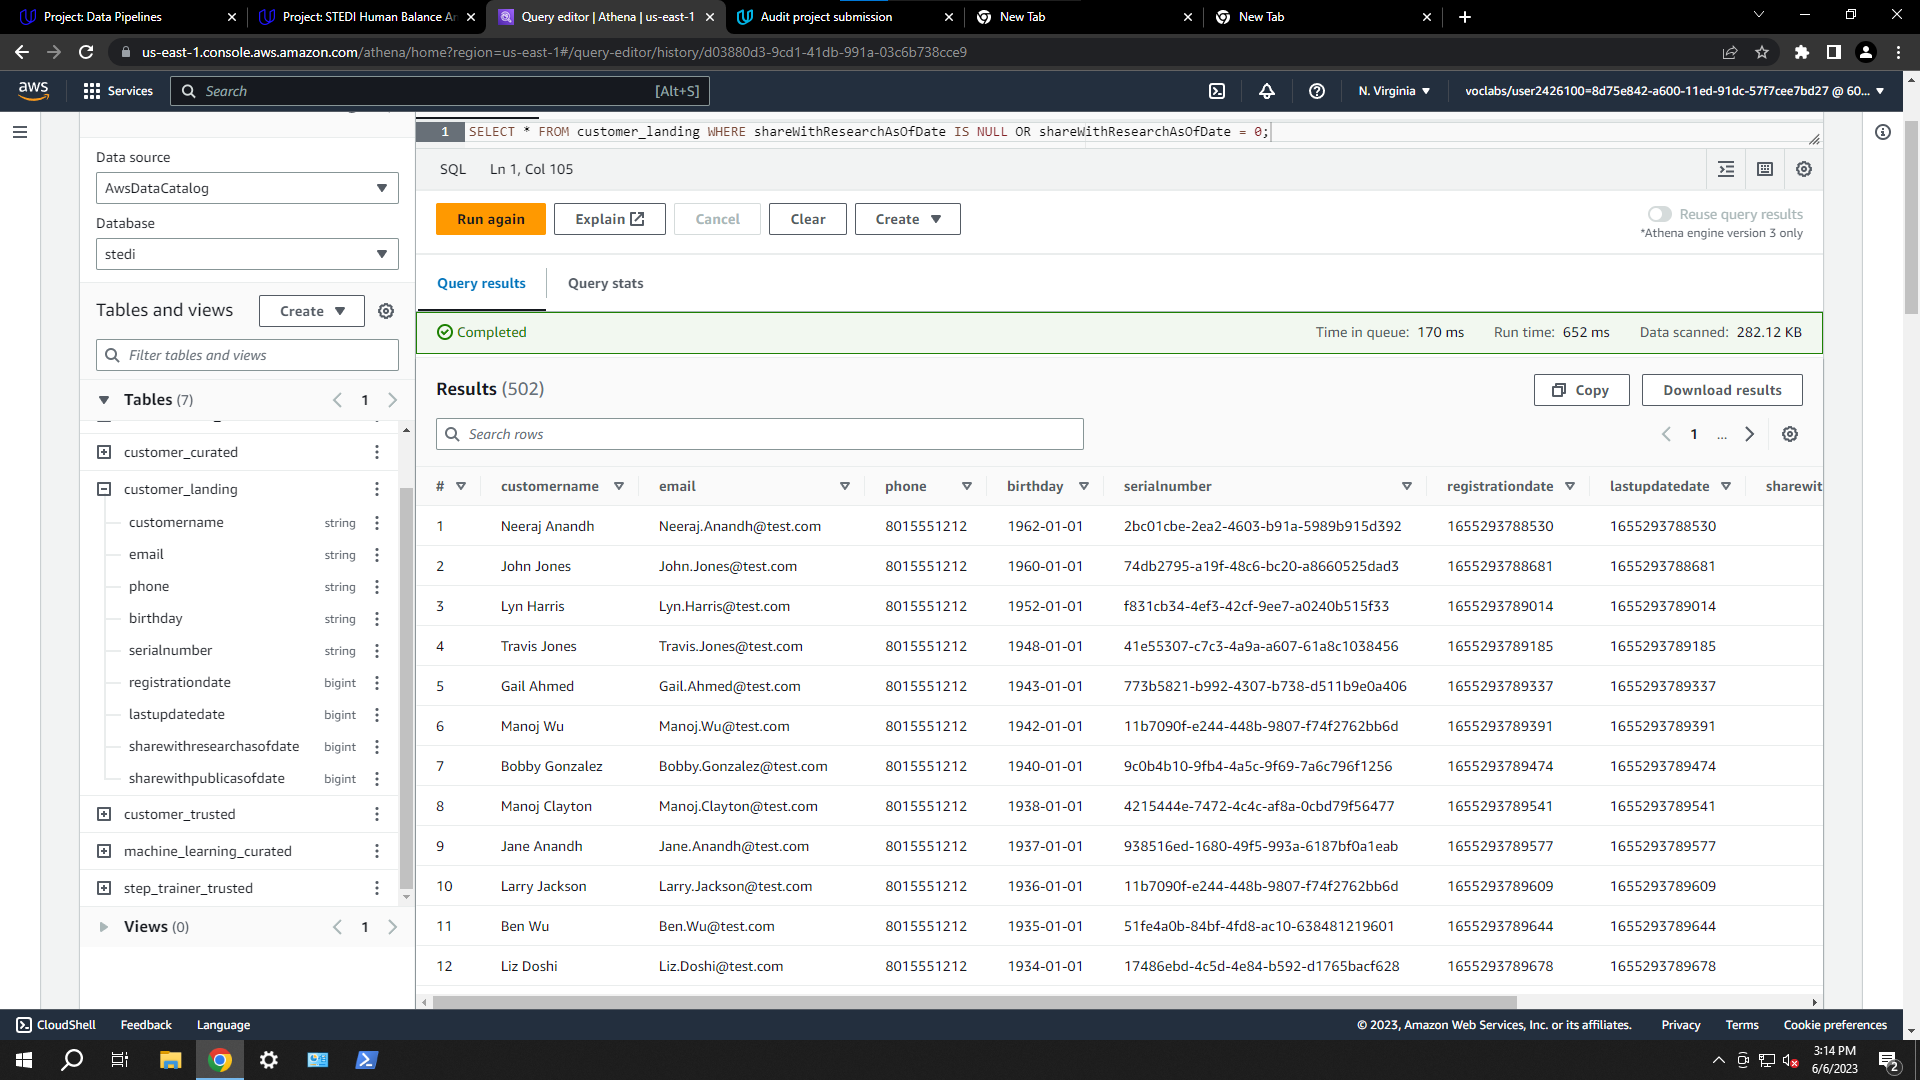 Project: Data Pipelines
Project: STEDI Human Balance An
Query editor | Athena | us-east-1
Audit project submission
New Tab
New Tab
us-east-1.console.aws.amazon.com/athena/home?region=us-east-1#/query-editor/history/d03880d3-9cd1-41db-991a-03c6b738cce9
aws
Services
Search
[Alt+S]
N. Virginia
voclabs/user2426100=8d75e842-a600-11ed-91dc-57f7cee7bd27 @ 60...
Data source
AwsDataCatalog
Database
stedi
Tables and views
Create
Filter tables and views
Tables (7)
1
customer_curated
customer_landing
customername string
email string
phone string
birthday string
serialnumber string
registrationdate bigint
lastupdatedate bigint
sharewithresearchasofdate bigint
sharewithpublicasofdate bigint
customer_trusted
machine_learning_curated
step_trainer_trusted
Views (0)
1
1 SELECT * FROM customer_landing WHERE shareWithResearchAsOfDate IS NULL OR shareWithResearchAsOfDate = 0;
SQL Ln 1, Col 105
Run again
Explain
Cancel
Clear
Create
Reuse query results
*Athena engine version 3 only
Query results
Query stats
Completed
Time in queue: 170 ms
Run time: 652 ms
Data scanned: 282.12 KB
Results (502)
Copy
Download results
Search rows
1 ...
# customername email phone birthday serialnumber registrationdate lastupdatedate sharewit
1 Neeraj Anandh Neeraj.Anandh@test.com 8015551212 1962-01-01 2bc01cbe-2ea2-4603-b91a-5989b915d392 1655293788530 1655293788530
2 John Jones John.Jones@test.com 8015551212 1960-01-01 74db2795-a19f-48c6-bc20-a8660525dad3 1655293788681 1655293788681
3 Lyn Harris Lyn.Harris@test.com 8015551212 1952-01-01 f831cb34-4ef3-42cf-9ee7-a0240b515f33 1655293789014 1655293789014
4 Travis Jones Travis.Jones@test.com 8015551212 1948-01-01 41e55307-c7c3-4a9a-a607-61a8c1038456 1655293789185 1655293789185
5 Gail Ahmed Gail.Ahmed@test.com 8015551212 1943-01-01 773b5821-b992-4307-b738-d511b9e0a406 1655293789337 1655293789337
6 Manoj Wu Manoj.Wu@test.com 8015551212 1942-01-01 11b7090f-e244-448b-9807-f74f2762bb6d 1655293789391 1655293789391
7 Bobby Gonzalez Bobby.Gonzalez@test.com 8015551212 1940-01-01 9c0b4b10-9fb4-4a5c-9f69-7a6c796f1256 1655293789474 1655293789474
8 Manoj Clayton Manoj.Clayton@test.com 8015551212 1938-01-01 4215444e-7472-4c4c-af8a-0cbd79f56477 1655293789541 1655293789541
9 Jane Anandh Jane.Anandh@test.com 8015551212 1937-01-01 938516ed-1680-49f5-993a-6187bf0a1eab 1655293789577 1655293789577
10 Larry Jackson Larry.Jackson@test.com 8015551212 1936-01-01 11b7090f-e244-448b-9807-f74f2762bb6d 1655293789609 1655293789609
11 Ben Wu Ben.Wu@test.com 8015551212 1935-01-01 51fe4a0b-84bf-4fd8-ac10-638481219601 1655293789644 1655293789644
12 Liz Doshi Liz.Doshi@test.com 8015551212 1934-01-01 17486ebd-4c5d-4e84-b592-d1765bacf628 1655293789678 1655293789678
CloudShell
Feedback
Language
© 2023, Amazon Web Services, Inc. or its affiliates.
Privacy
Terms
Cookie preferences
3:14 PM
6/6/2023
2